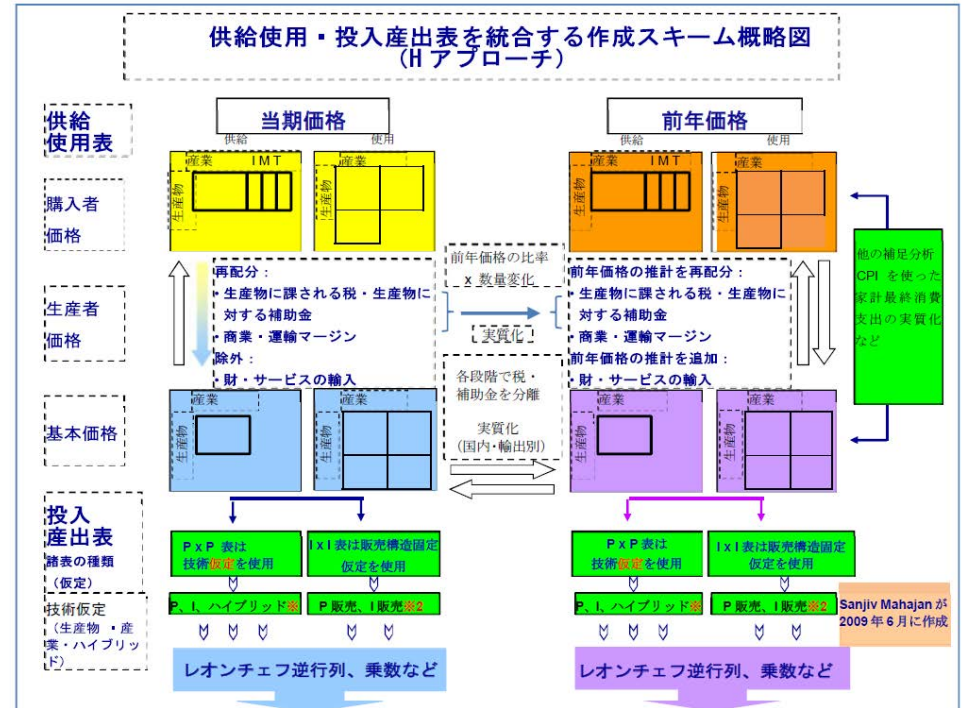 供給使用・投入産出表を統合する作成スキーム概略図
(H アプローチ)
供給
使用表
当期価格
前年価格
供給
使用
供給
使用
産業 IMT
産業
産業 IMT
産業
生産物
生産物
生産物
生産物
購入者
価格
生産者
価格
基本価格
再配分：
・生産物に課される税・生産物に
対する補助金
・商業・運輸マージン
除外：
・財・サービスの輸入
前年価格の比率
x 数量変化
実質化
各段階で税・
補助金を分離
実質化
(国内・輸出別)
前年価格の推計を再配分：
・生産物に課される税・生産物に
対する補助金
・商業・運輸マージン
前年価格の推計を追加：
・財・サービスの輸入
他の補足分析
CPI を使った
家計最終消費
支出の実質化
など
産業
産業
産業
産業
生産物
生産物
生産物
生産物
投入
産出表
諸表の種類
（仮定）
P x P 表は
技術仮定を使用
I x I 表は販売構造固定
仮定を使用
P x P 表は
技術仮定を使用
I x I 表は販売構造固定
仮定を使用
技術仮定
（生産物 ・産
業・ハイブリッ
ド）
P、I、ハイブリッド※
P 販売、I 販売※2
P、I、ハイブリッド※
P 販売、I 販売※2
Sanjiv Mahajan が
2009 年 6 月に作成
レオンチェフ逆行列、乗数など
レオンチェフ逆行列、乗数など